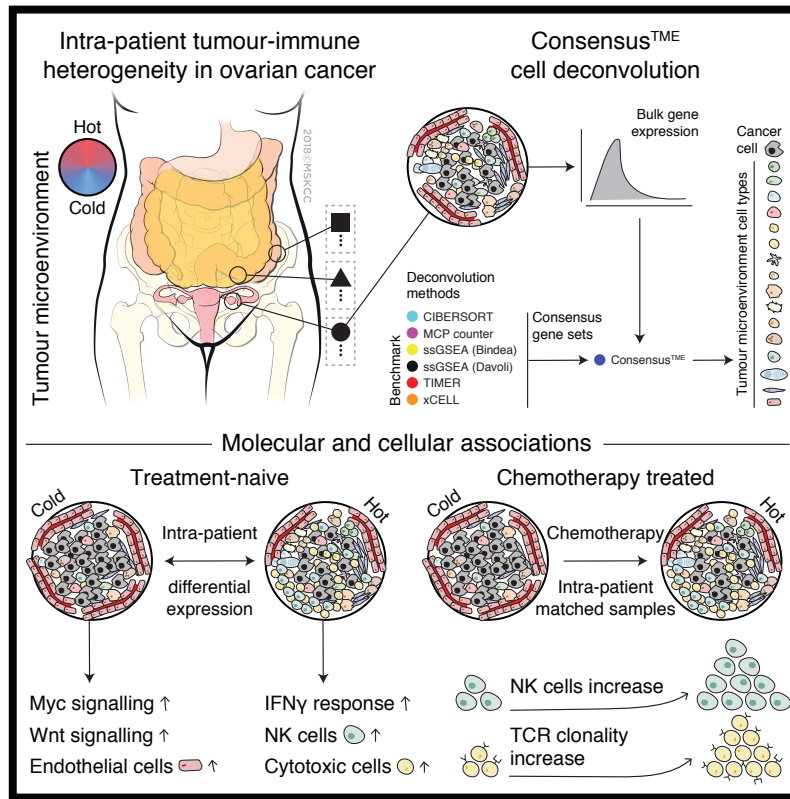 Intra-patient tumour-immune
heterogeneity in ovarian cancer
Hot
Cold
Tumour microenvironment
2018©MSKCC
Consensus™ᴱ
cell deconvolution
Bulk gene
expression
Cancer
cell
Tumour microenvironment cell types
Deconvolution
methods
Benchmark
CIBERSORT
MCP counter
ssGSEA (Bindea)
ssGSEA (Davoli)
TIMER
xCELL
Consensus
gene sets
Consensus™ᴱ
Molecular and cellular associations
Treatment-naive
Cold
Intra-patient
differential
expression
Hot
Myc signalling ↑
Wnt signalling ↑
Endothelial cells ↑
IFNγ response ↑
NK cells ↑
Cytotoxic cells ↑
Chemotherapy treated
Cold
Chemotherapy
Intra-patient
matched samples
Hot
NK cells increase
TCR clonality
increase